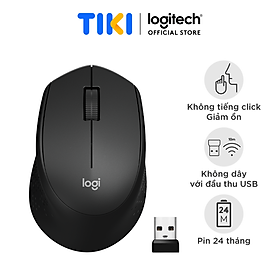 TIKI
logitech
OFFICIAL STORE
Không tiếng click
Giảm ồn
10m
Không dây
với đầu thu USB
24
M
Pin 24 tháng
logi